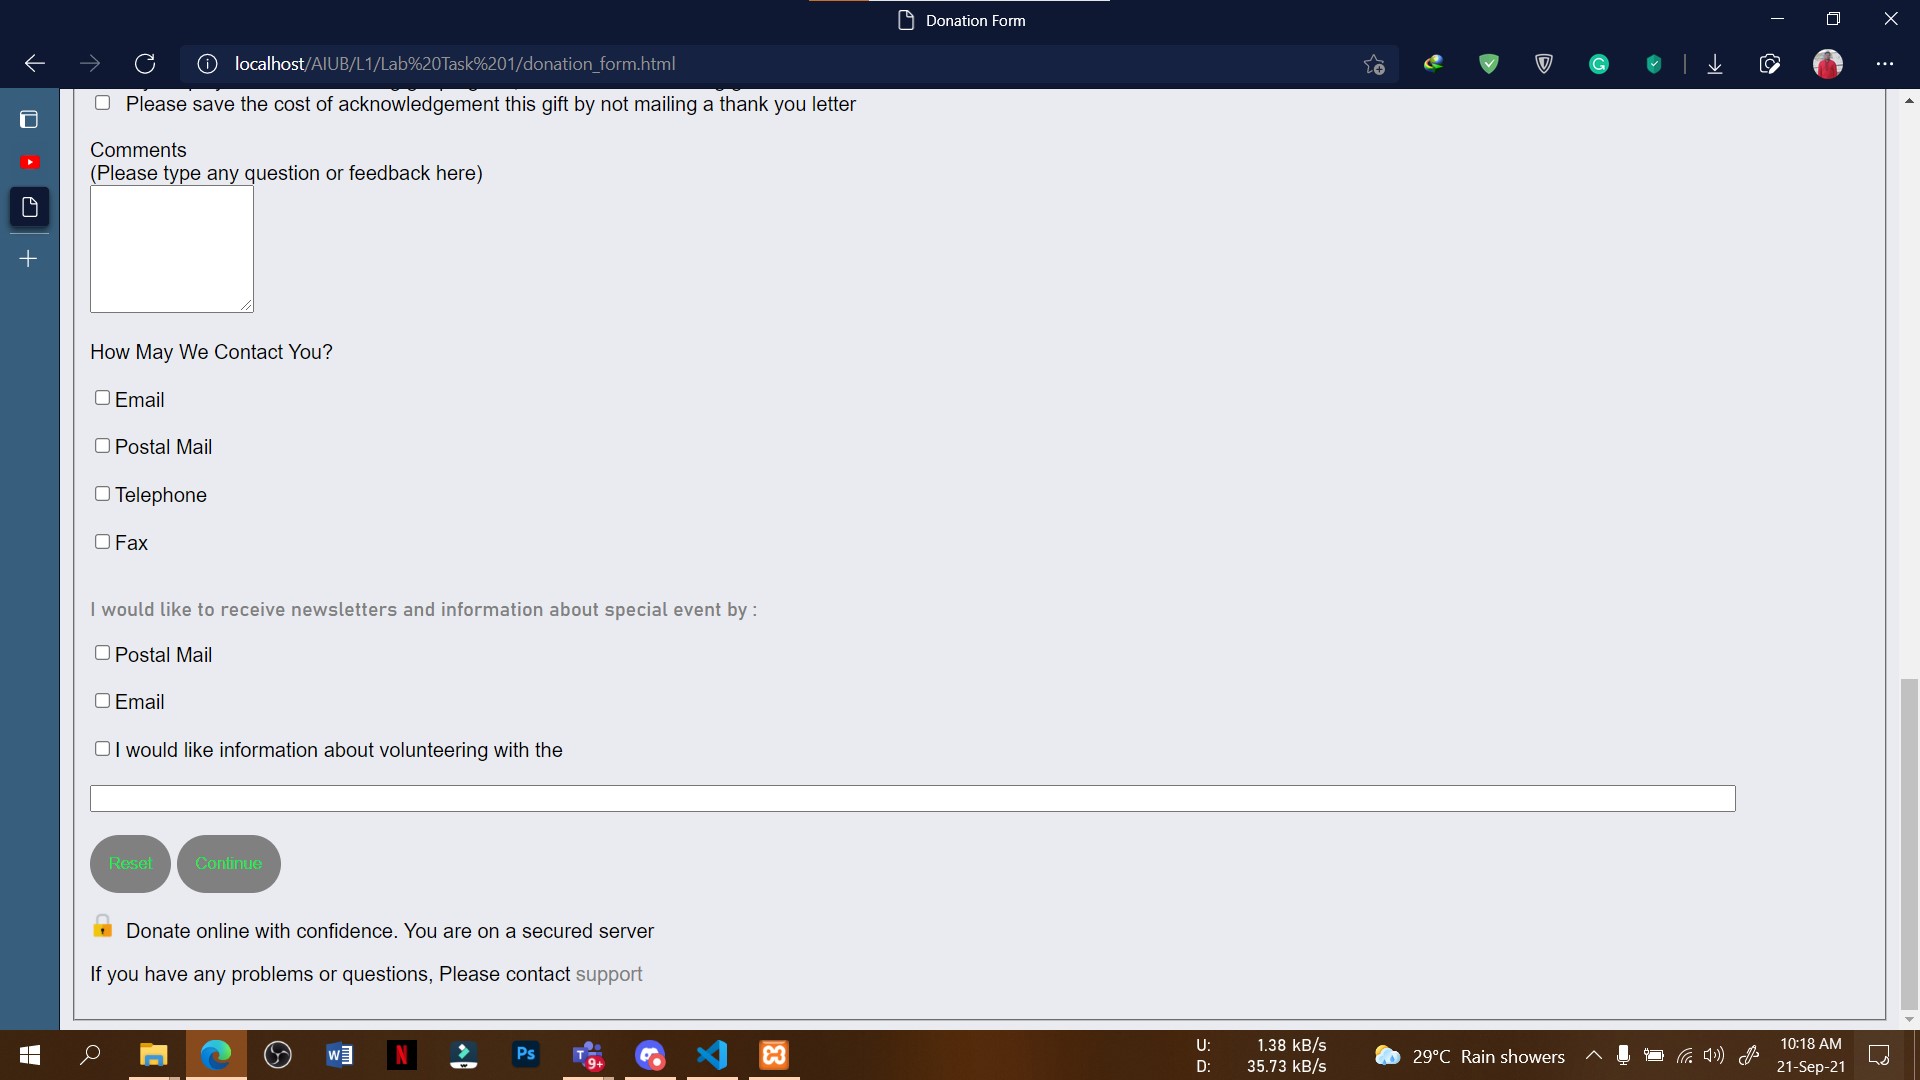 Donation Form
localhost/AIUB/L1/Lab%20Task%201/donation_form.html
Please save the cost of acknowledgement this gift by not mailing a thank you letter
Comments
(Please type any question or feedback here)
How May We Contact You?
Email
Postal Mail
Telephone
Fax
I would like to receive newsletters and information about special event by :
Postal Mail
Email
I would like information about volunteering with the
Reset Continue
Donate online with confidence. You are on a secured server
If you have any problems or questions, Please contact support
U: 1.38 kB/s
D: 35.73 kB/s
29°C Rain showers
10:18 AM
21-Sep-21
Ps
9+